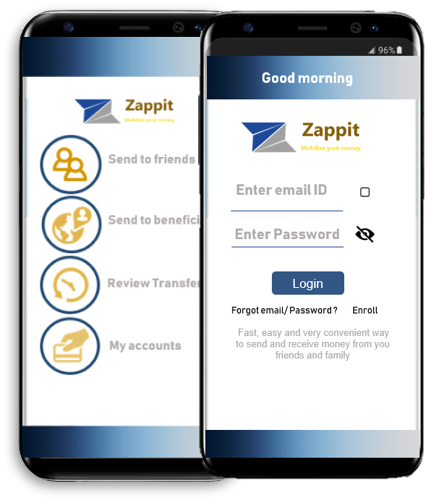 Zappit
Mobilize your money
Send to friends
Send to benefici
Review Transfer
My accounts
96%
Good morning
Zappit
Mobilize your money
Enter email ID
Enter Password
Login
Forgot email/Password? Enroll
Fast, easy and very convenient way
to send and receive money from you
friends and family